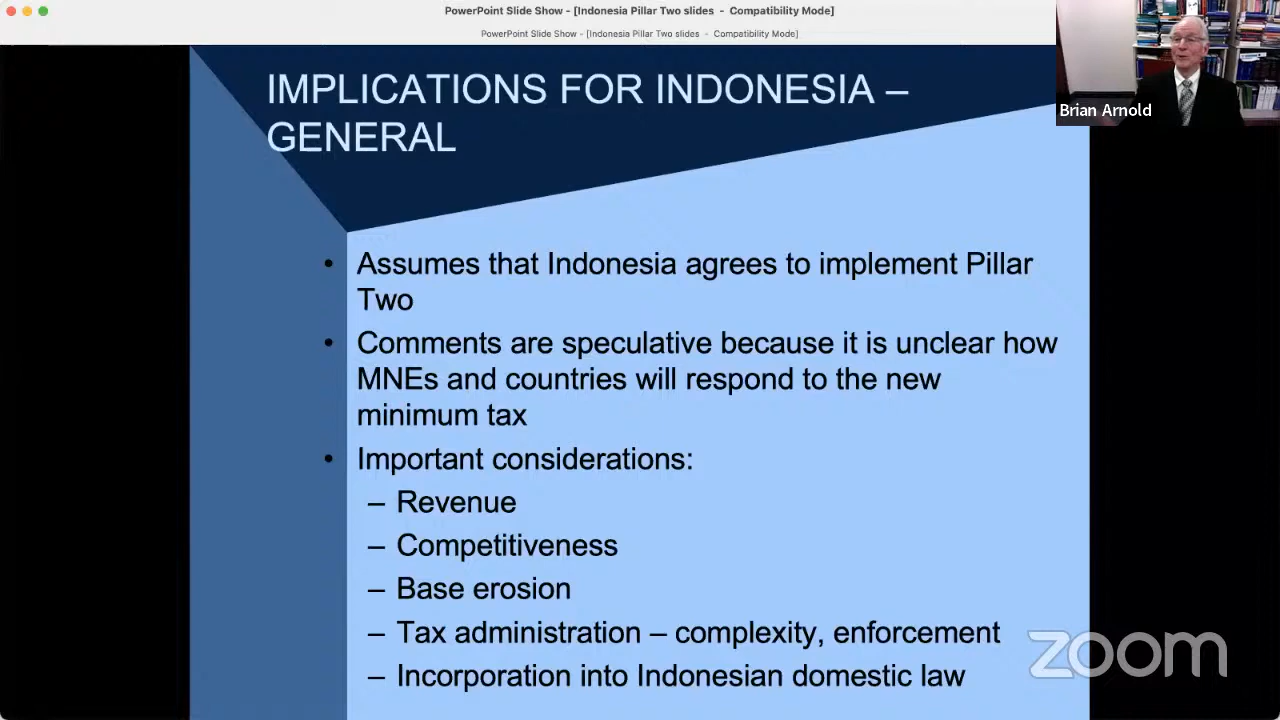 PowerPoint Slide Show - [Indonesia Pillar Two slides - Compatibility Mode]
PowerPoint Slide Show - [Indonesia Pillar Two slides - Compatibility Mode]
Brian Arnold
IMPLICATIONS FOR INDONESIA –
GENERAL
• Assumes that Indonesia agrees to implement Pillar
Two
• Comments are speculative because it is unclear how
MNEs and countries will respond to the new
minimum tax
• Important considerations:
– Revenue
– Competitiveness
– Base erosion
– Tax administration – complexity, enforcement
– Incorporation into Indonesian domestic law
zoom